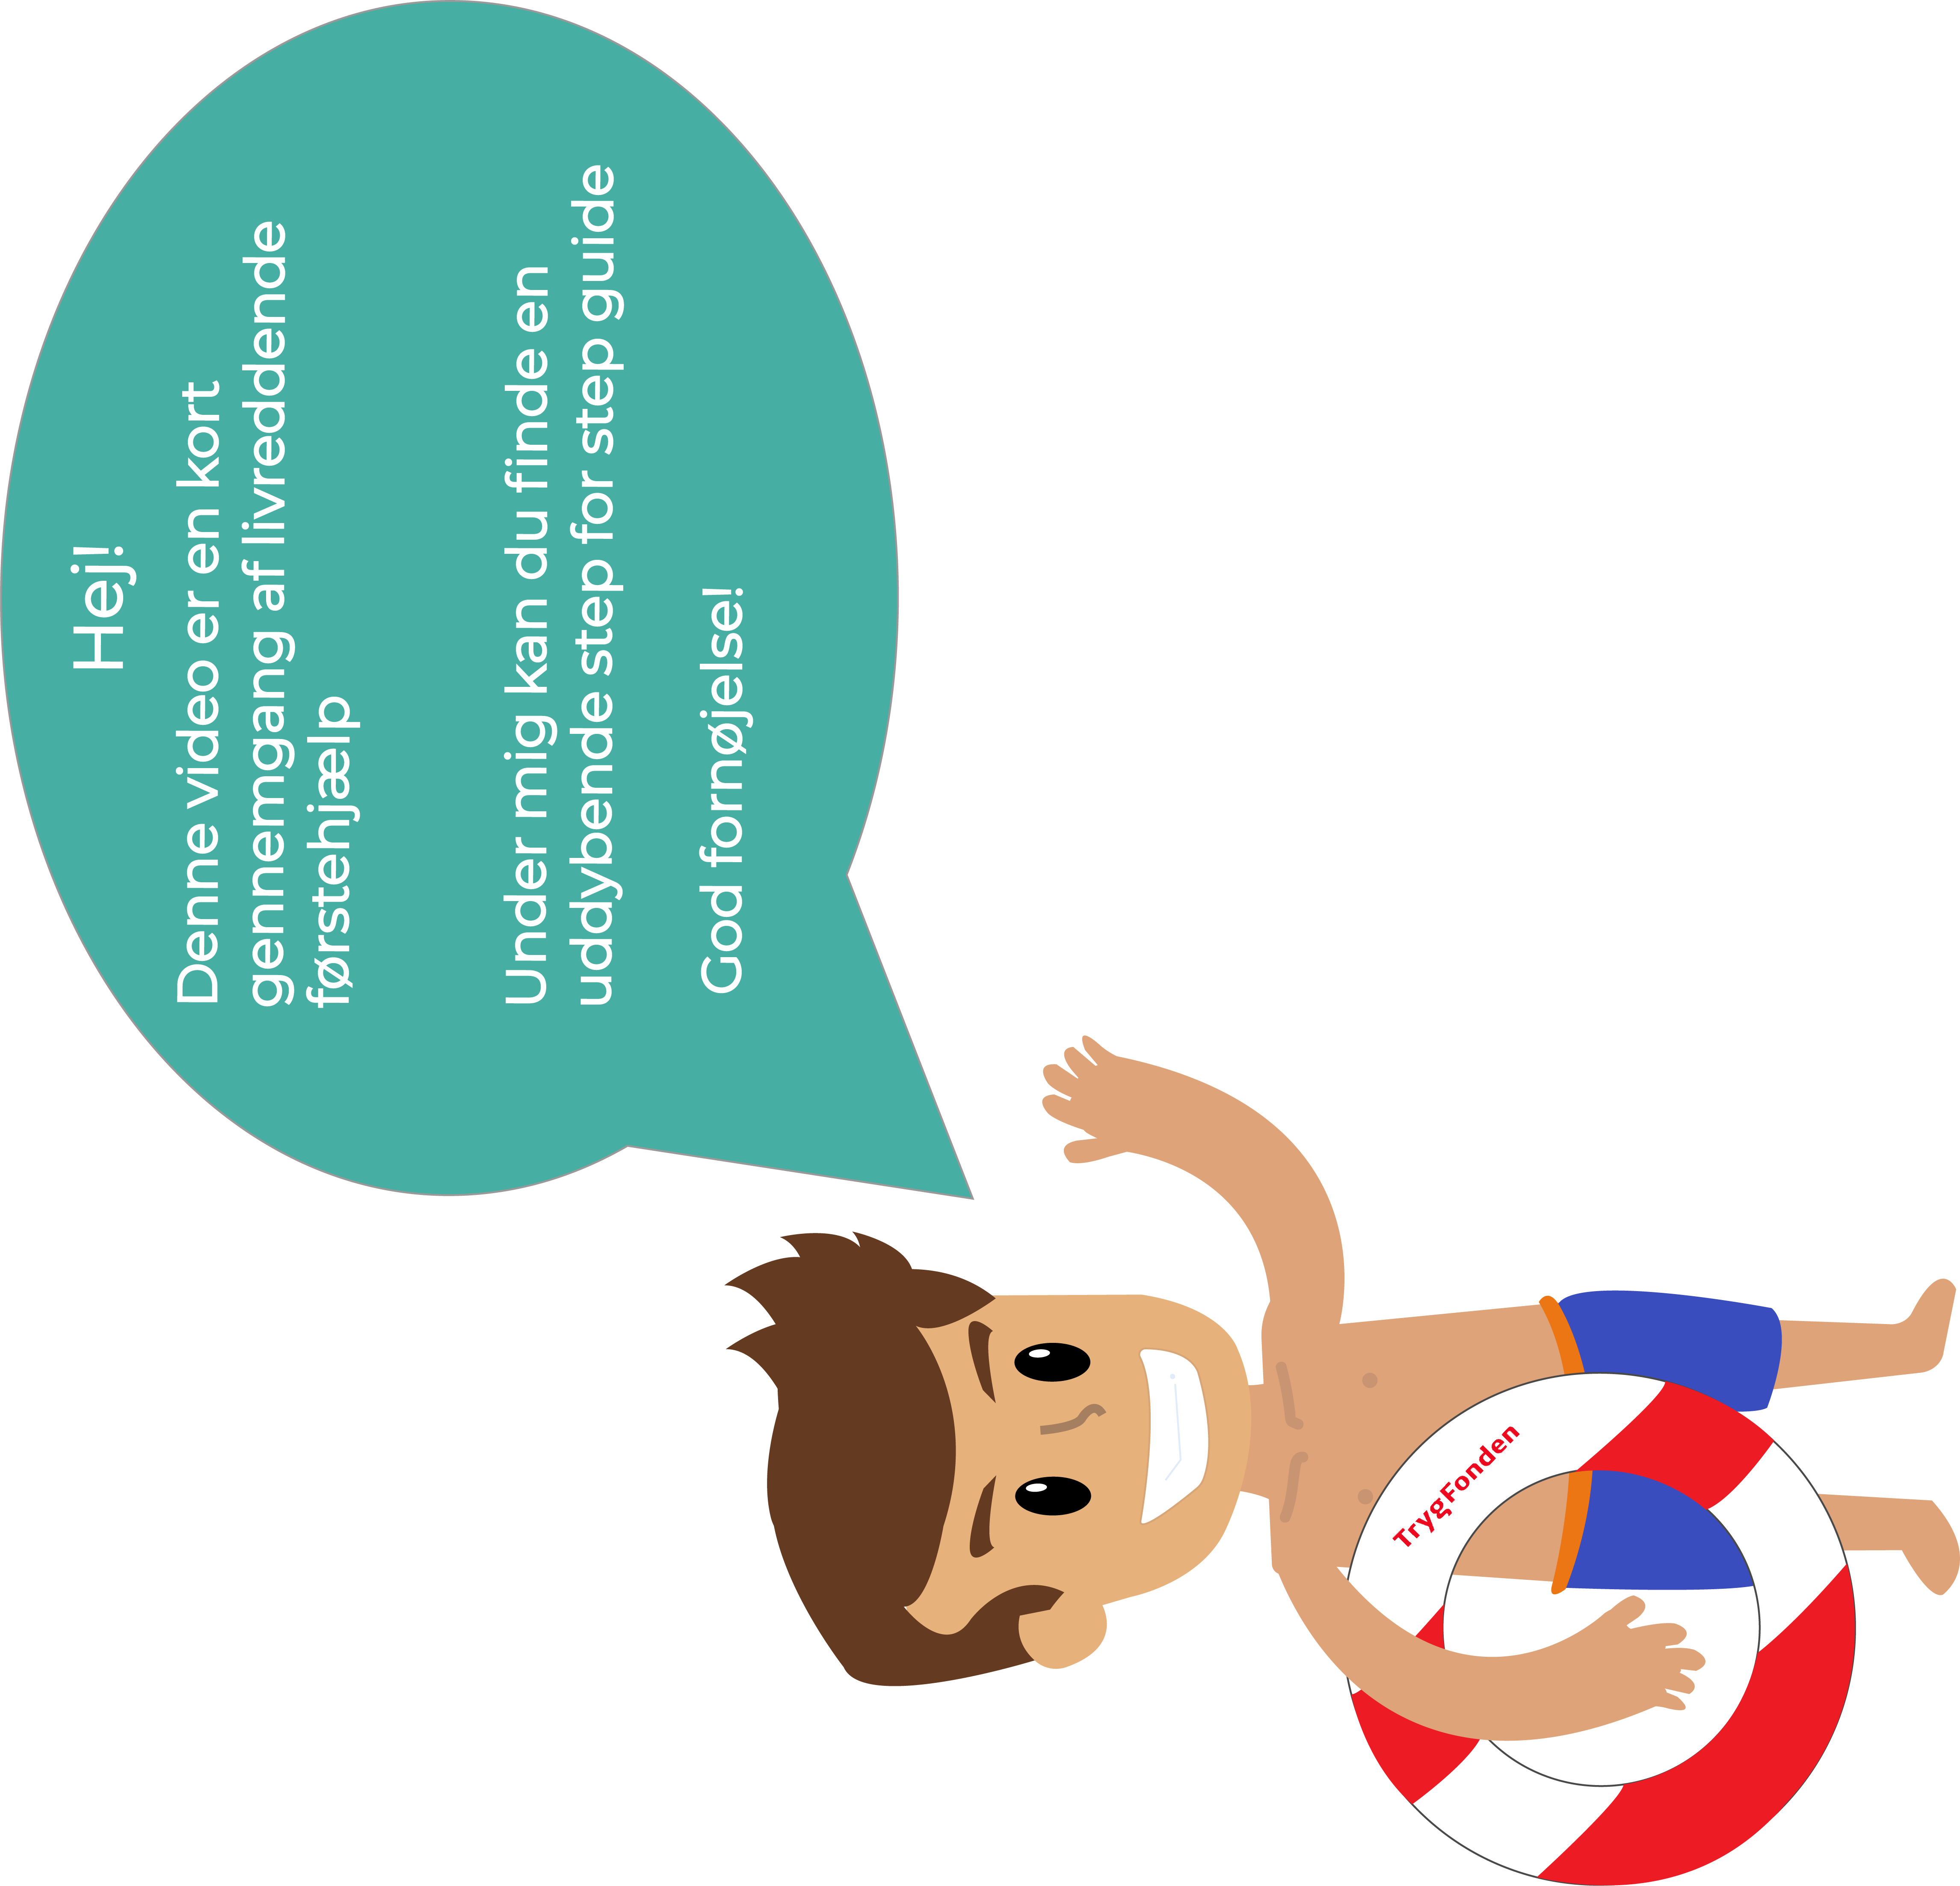 Hej!
Denne video er en kort
gennemgang af livreddende
førstehjælp
Under mig kan du finde en
uddybende step for step guide
God fornøjelse!
TrygFonden